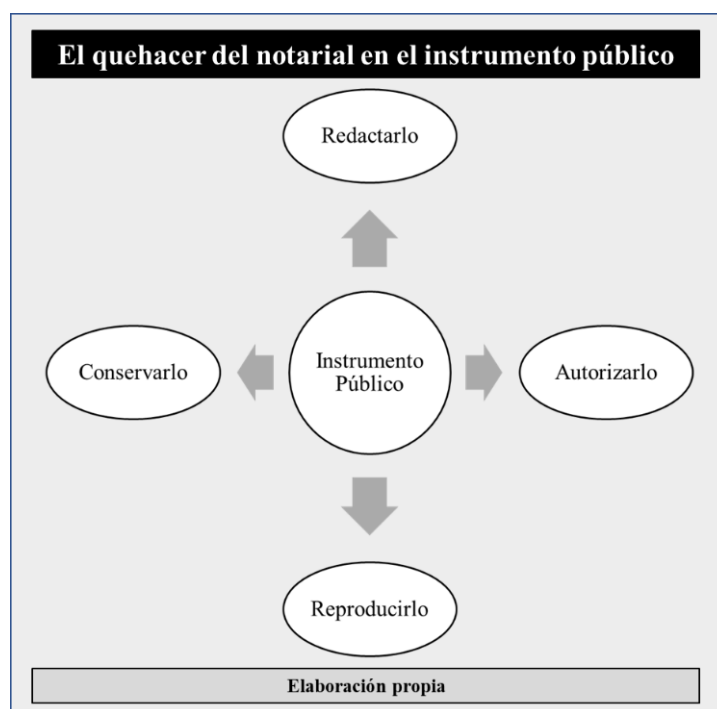 El quehacer del notarial en el instrumento público
Redactarlo
Conservarlo
Instrumento
Público
Autorizarlo
Reproducirlo
Elaboración propia